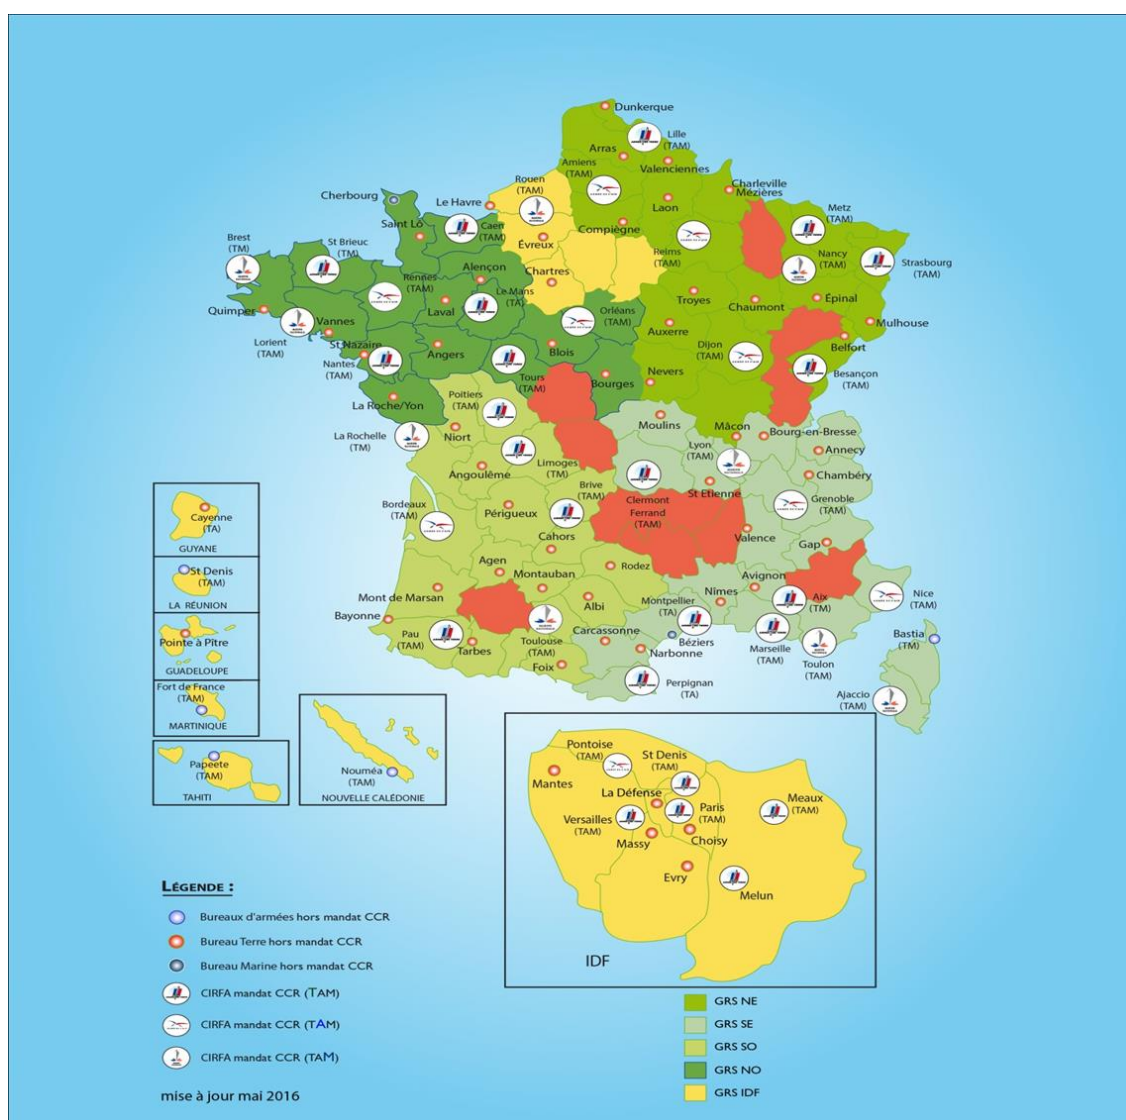 Dunkerque
Lille
(TAM)
Arras
Valenciennes
Amiens
(TAM)
Charleville
Mézières
Rouen
(TAM)
Cherbourg
Le Havre
Laon
Metz
(TAM)
Saint Lô
Caen
(TAM)
Compiègne
Brest
(TM)
St Brieuc
(TM)
Évreux
Reims
(TAM)
Nancy
(TAM)
Strasbourg
(TAM)
Rennes
(TAM)
Alençon
Chartres
Le Mans
(TA)
Troyes
Chaumont
Épinal
Quimper
Laval
Orléans
(TAM)
Vannes
Auxerre
Mulhouse
Lorient
(TAM)
St Nazaire
Angers
Blois
Dijon
(TAM)
Belfort
Nantes
(TAM)
Tours
(TAM)
Bourges
Nevers
Besançon
(TAM)
La Roche/Yon
Poitiers
(TAM)
Moulins
Mâcon
Bourg-en-Bresse
La Rochelle
(TM)
Niort
Lyon
(TAM)
Annecy
Limoges
(TM)
Angoulême
Chambéry
Brive
(TAM)
Clermont
Ferrand
(TAM)
St Etienne
Grenoble
(TAM)
Bordeaux
(TAM)
Périgueux
Valence
Cahors
Gap
Agen
Rodez
Montauban
Avignon
Mont de Marsan
Albi
Nîmes
Aix
(TM)
Nice
(TAM)
Bayonne
Montpellier
(TA)
Pau
(TAM)
Toulouse
(TAM)
Carcassonne
Béziers
Marseille
(TAM)
Toulon
(TAM)
Bastia
(TM)
Tarbes
Narbonne
Foix
Perpignan
(TA)
Ajaccio
(TAM)
Cayenne
(TA)
GUYANE
St Denis
(TAM)
LA RÉUNION
Pointe à Pître
GUADELOUPE
Fort de France
(TAM)
MARTINIQUE
Papeete
(TAM)
TAHITI
Nouméa
(TAM)
NOUVELLE CALÉDONIE
Pontoise
(TAM)
St Denis
(TAM)
Mantes
La Défense
Versailles
(TAM)
Paris
(TAM)
Meaux
(TAM)
Massy
Choisy
Evry
Melun
IDF
LÉGENDE :
Bureaux d'armées hors mandat CCR
Bureau Terre hors mandat CCR
Bureau Marine hors mandat CCR
CIRFA mandat CCR (TAM)
CIRFA mandat CCR (TAM)
CIRFA mandat CCR (TAM)
mise à jour mai 2016
GRS NE
GRS SE
GRS SO
GRS NO
GRS IDF